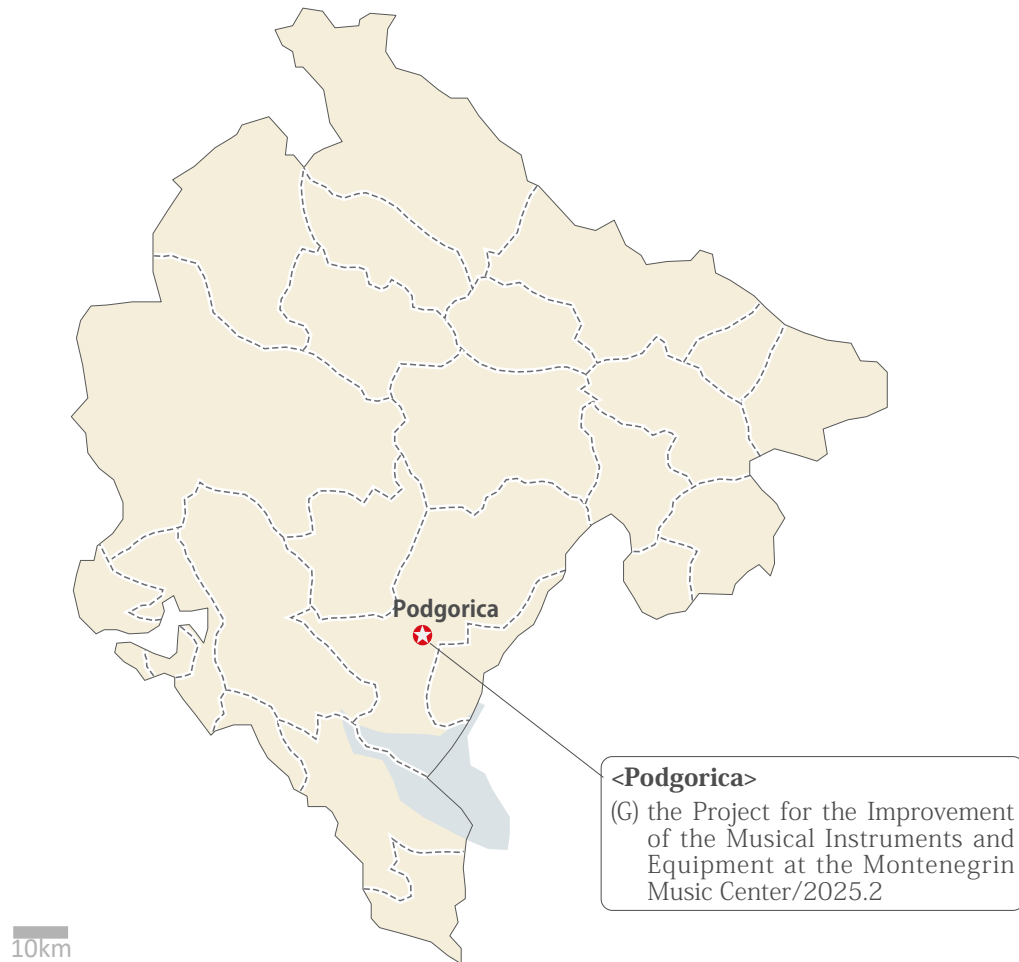 Podgorica
<Podgorica>
(G) the Project for the Improvement
of the Musical Instruments and
Equipment at the Montenegrin
Music Center/2025.2
10km